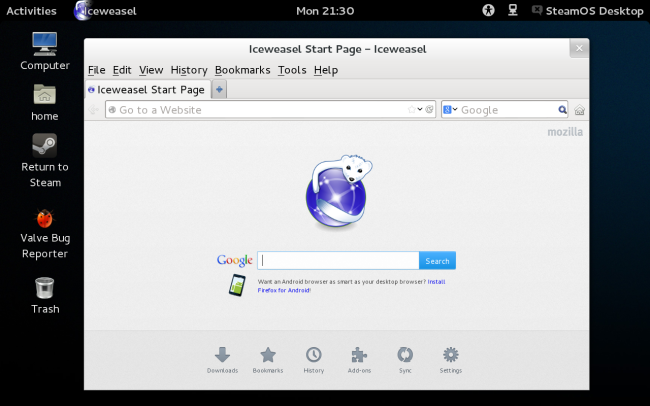 Activities Iceweasel Mon 21:30 SteamOS Desktop
Computer
home
Return to
Steam
Valve Bug
Reporter
Trash
Iceweasel Start Page – Iceweasel
File Edit View History Bookmarks Tools Help
Iceweasel Start Page
Go to a Website Google
mozilla
Google Search
Want an Android browser as smart as your desktop browser? Install
Firefox for Android!
Downloads Bookmarks History Add-ons Sync Settings